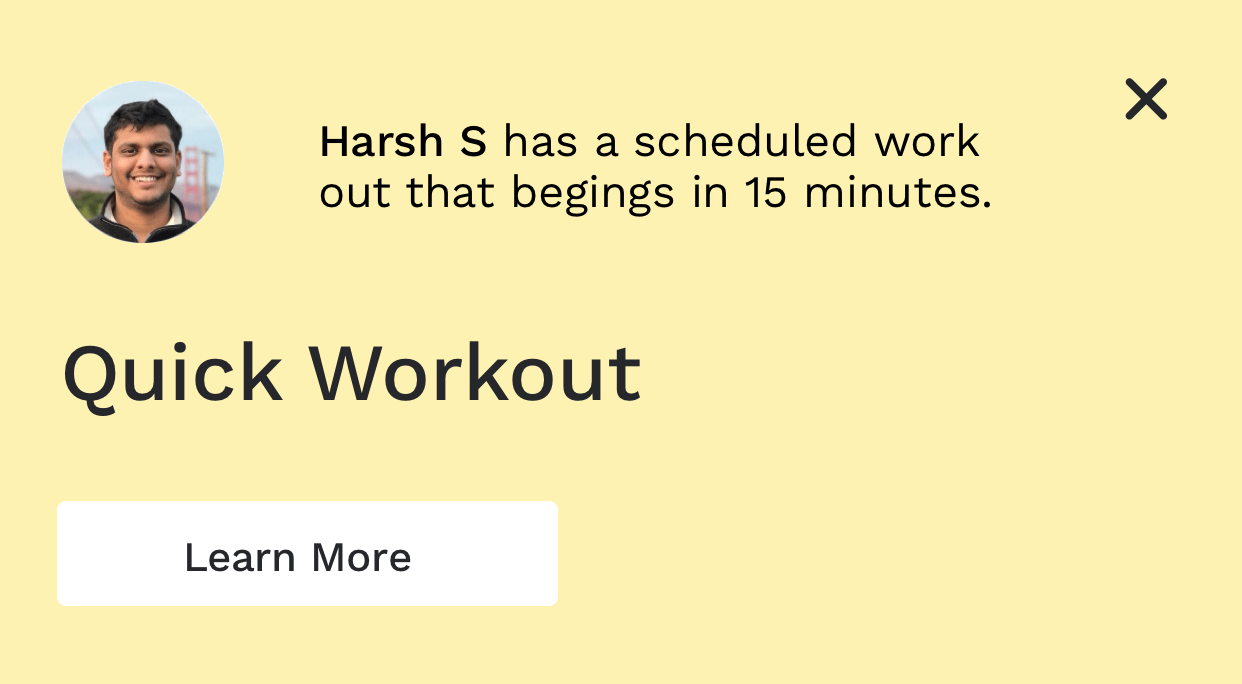 Harsh S has a scheduled work
out that begings in 15 minutes.
Quick Workout
Learn More